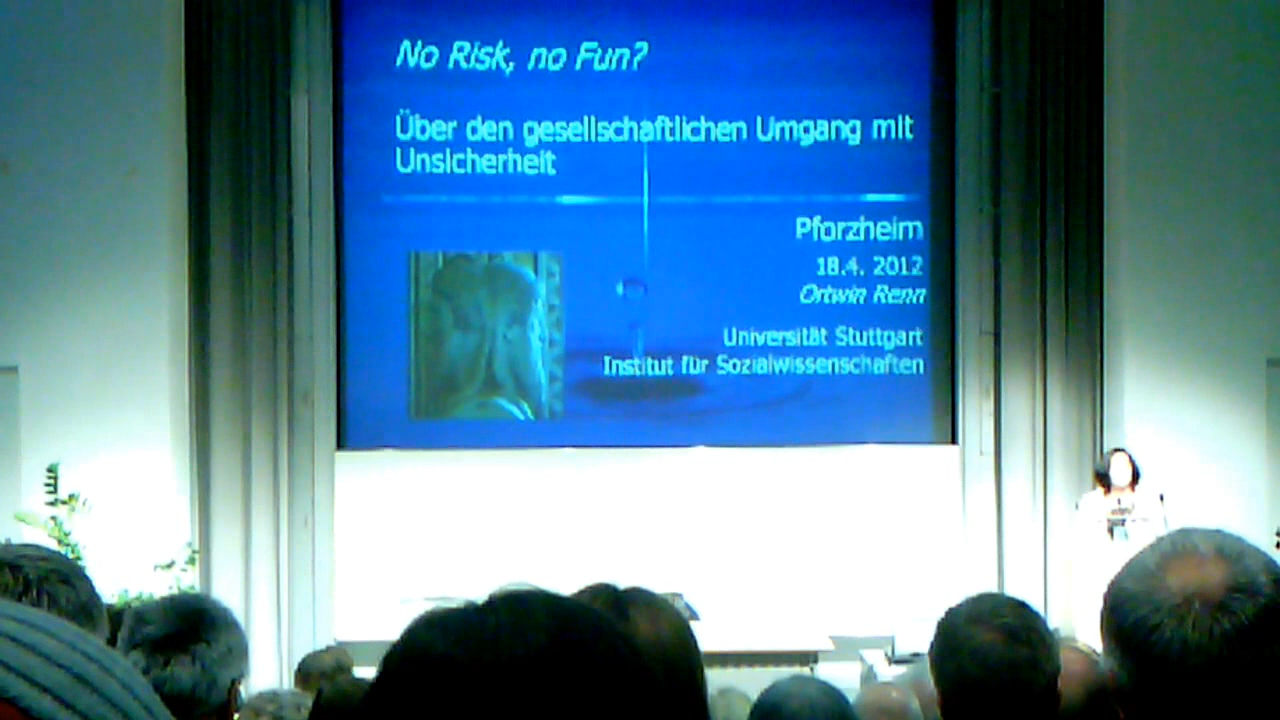 No Risk, no Fun?
Über den gesellschaftlichen Umgang mit
Unsicherheit
Pforzheim
18.4. 2012
Ortwin Renn
Universität Stuttgart
Institut für Sozialwissenschaften